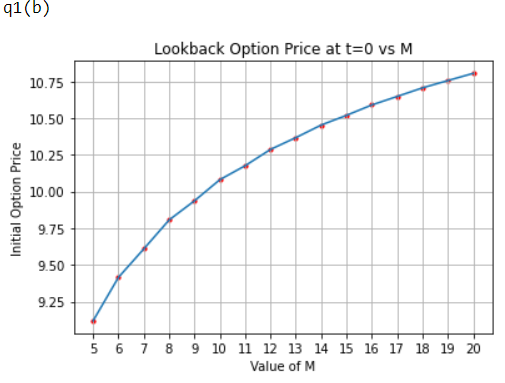 q1(b)
Lookback Option Price at t=0 vs M
Initial Option Price
10.75
10.50
10.25
10.00
9.75
9.50
9.25
5 6 7 8 9 10 11 12 13 14 15 16 17 18 19 20
Value of M